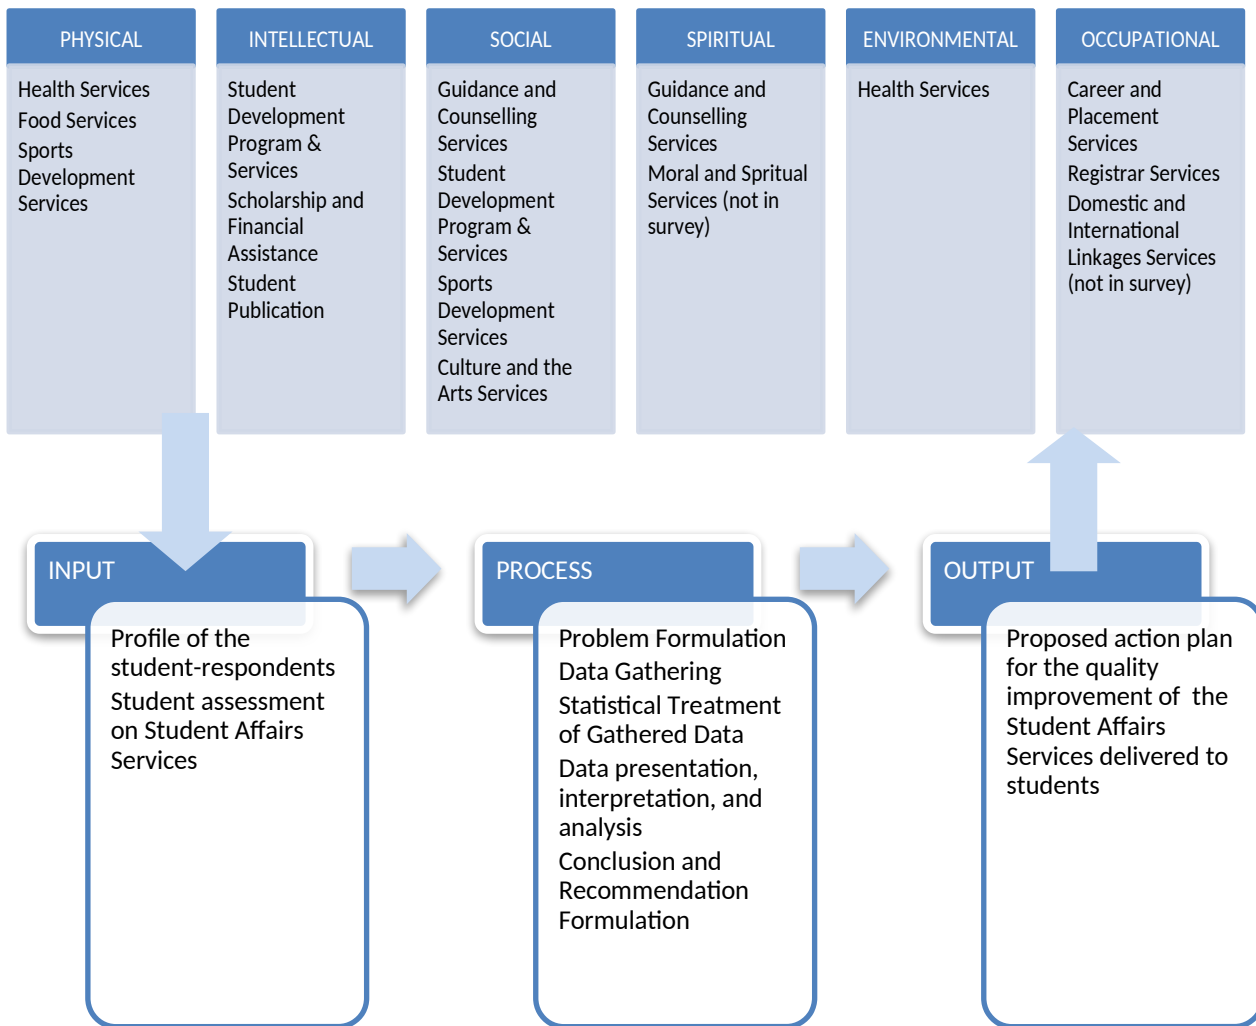 PHYSICAL
Health Services
Food Services
Sports
Development
Services
INTELLECTUAL
Student
Development
Program &
Services
Scholarship and
Financial
Assistance
Student
Publication
SOCIAL
Guidance and
Counselling
Services
Student
Development
Program &
Services
Sports
Development
Services
Culture and the
Arts Services
SPIRITUAL
Guidance and
Counselling
Services
Moral and Spritual
Services (not in
survey)
ENVIRONMENTAL
Health Services
OCCUPATIONAL
Career and
Placement
Services
Registrar Services
Domestic and
International
Linkages Services
(not in survey)
INPUT
Profile of the
student-respondents
Student assessment
on Student Affairs
Services
PROCESS
Problem Formulation
Data Gathering
Statistical Treatment
of Gathered Data
Data presentation,
interpretation, and
analysis
Conclusion and
Recommendation
Formulation
OUTPUT
Proposed action plan
for the quality
improvement of  the
Student Affairs
Services delivered to
students